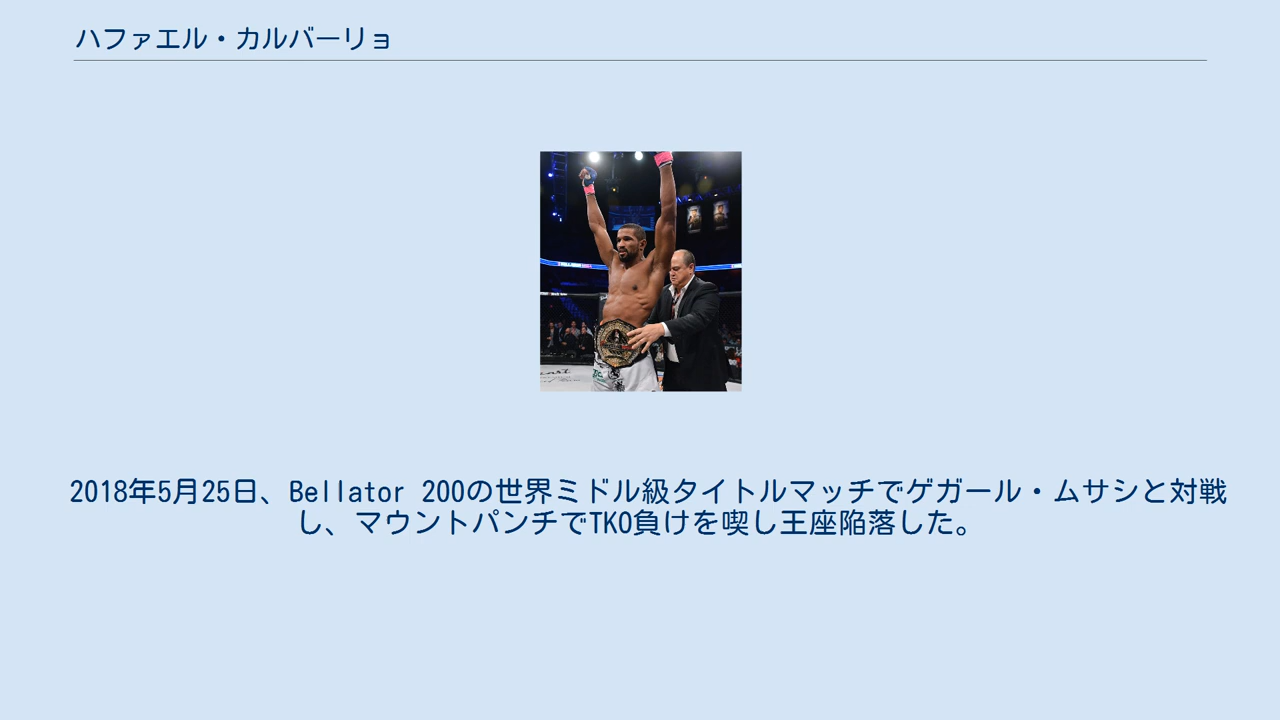 ハファエル・カルバーリョ
2018年5月25日、Bellator 200の世界ミドル級タイトルマッチでゲガール・ムサシと対戦
し、マウントパンチでTKO負けを喫し王座陥落した。